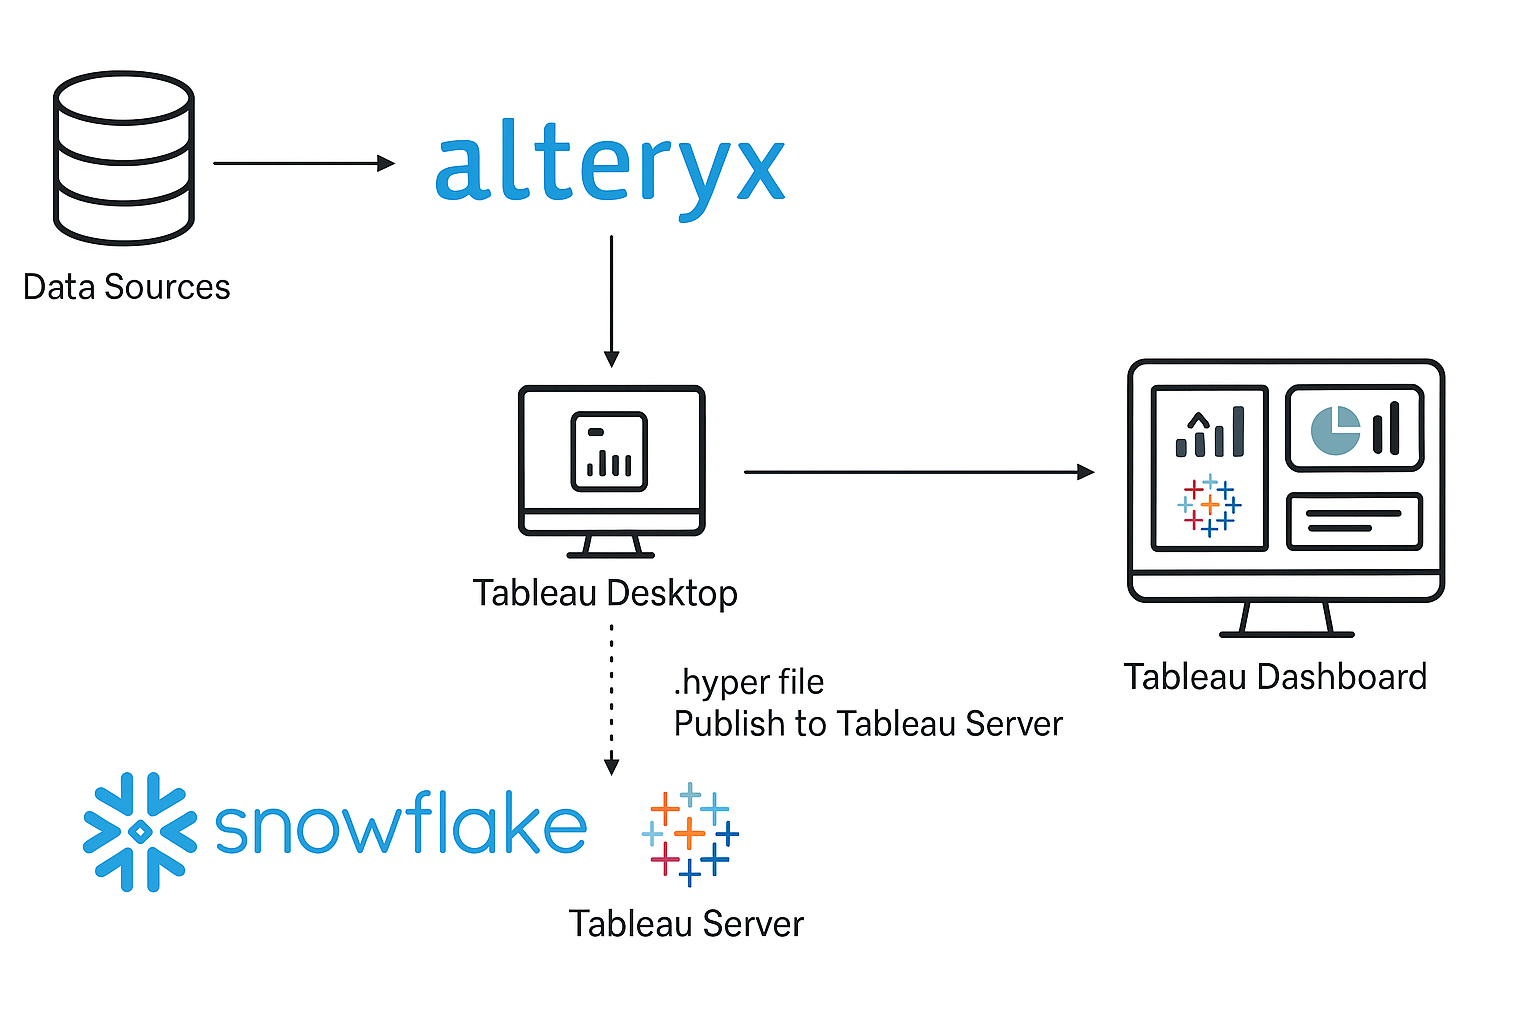 alteryx
Data Sources
Tableau Desktop
.hyper file
Publish to Tableau Server
Tableau Dashboard
snowflake
Tableau Server